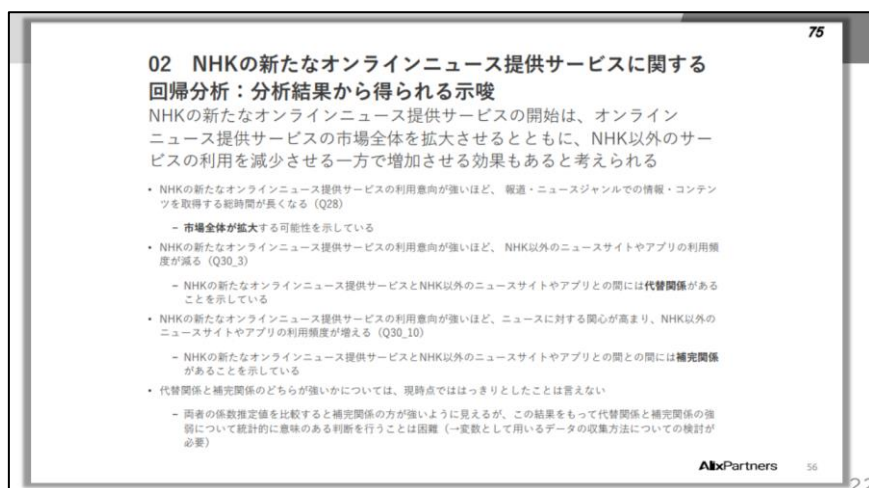 75
02 NHKの新たなオンラインニュース提供サービスに関する
回帰分析：分析結果から得られる示唆
NHKの新たなオンラインニュース提供サービスの開始は、オンライン
ニュース提供サービスの市場全体を拡大させるとともに、NHK以外のサー
ビスの利用を減少させる一方で増加させる効果もあると考えられる
• NHKの新たなオンラインニュース提供サービスの利用意向が強いほど、 報道・ニュースジャンルでの情報・コンテン
ツを取得する総時間が長くなる（Q28）
– 市場全体が拡大する可能性を示している
• NHKの新たなオンラインニュース提供サービスの利用意向が強いほど、 NHK以外のニュースサイトやアプリの利用頻
度が減る（Q30_3）
– NHKの新たなオンラインニュース提供サービスとNHK以外のニュースサイトやアプリとの間には代替関係がある
ことを示している
• NHKの新たなオンラインニュース提供サービスの利用意向が強いほど、ニュースに対する関心が高まり、NHK以外の
ニュースサイトやアプリの利用頻度が増える（Q30_10）
– NHKの新たなオンラインニュース提供サービスとNHK以外のニュースサイトやアプリとの間との間には補完関係
があることを示している
• 代替関係と補完関係のどちらが強いかについては、現時点でははっきりとしたことは言えない
– 両者の係数推定値を比較すると補完関係の方が強いように見えるが、この結果をもって代替関係と補完関係の強
弱について統計的に意味のある判断を行うことは困難（→変数として用いるデータの収集方法についての検討が
必要）
AlixPartners 56
22